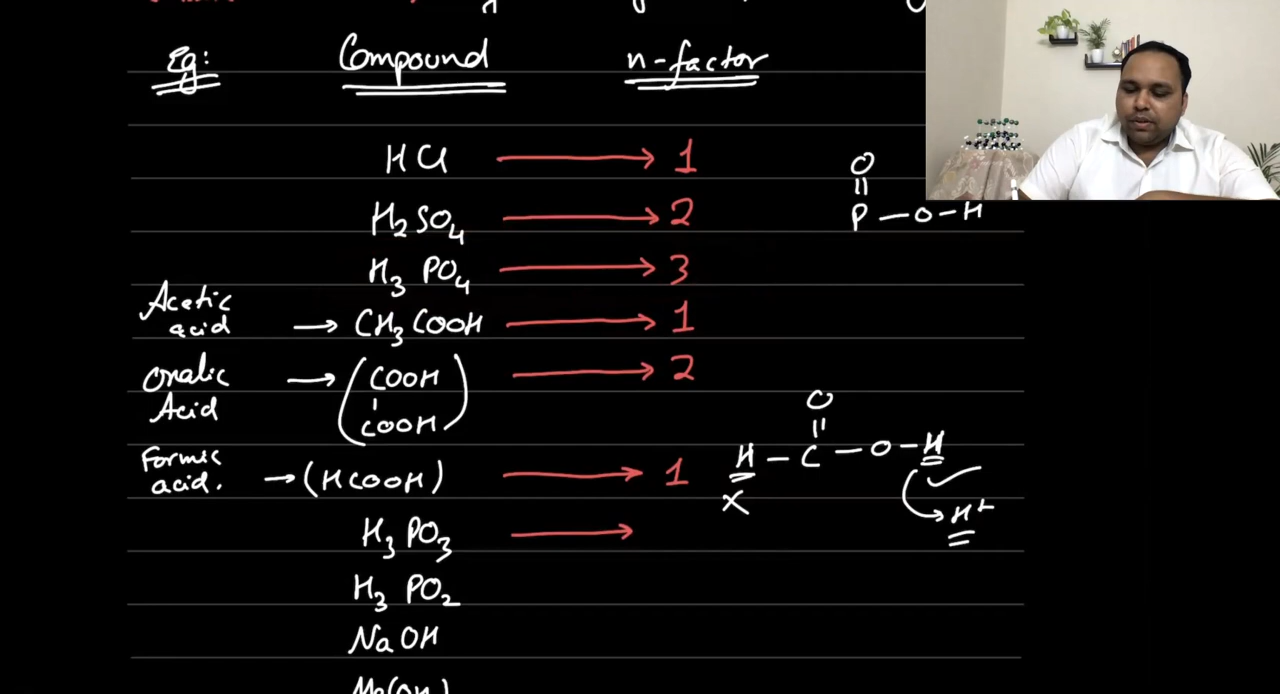 Eg: Compound n-factor
HCl → 1
H2SO4 → 2
H3PO4 → 3
Acetic acid → CH3COOH → 1
Oxalic Acid → (COOH
COOH) → 2
Formic acid. → (HCOOH) → 1
H3PO3 →
H3PO2
NaOH
O
||
P — O — H
O
||
H — C — O — H
X H+